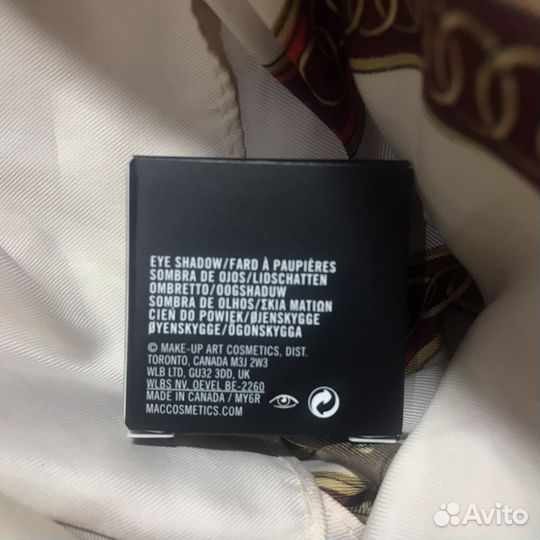 EYE SHADOW/FARD À PAUPIÈRES
SOMBRA DE OJOS/LIDSCHATTEN
OMBRETTO/OOGSHADUW
SOMBRA DE OLHOS/ΣΚΙΑ ΜΑΤΙΩΝ
CIEŃ DO POWIEK/ØJENSKYGGE
ØYENSKYGGE/ÖGONSKYGGA
© MAKE-UP ART COSMETICS, DIST.
TORONTO, CANADA M3J 2W3
WLB LTD, GU32 3DD, UK
WLBS NV, OEVEL BE-2260
MADE IN CANADA / MY6R
MACCOSMETICS.COM
Avito